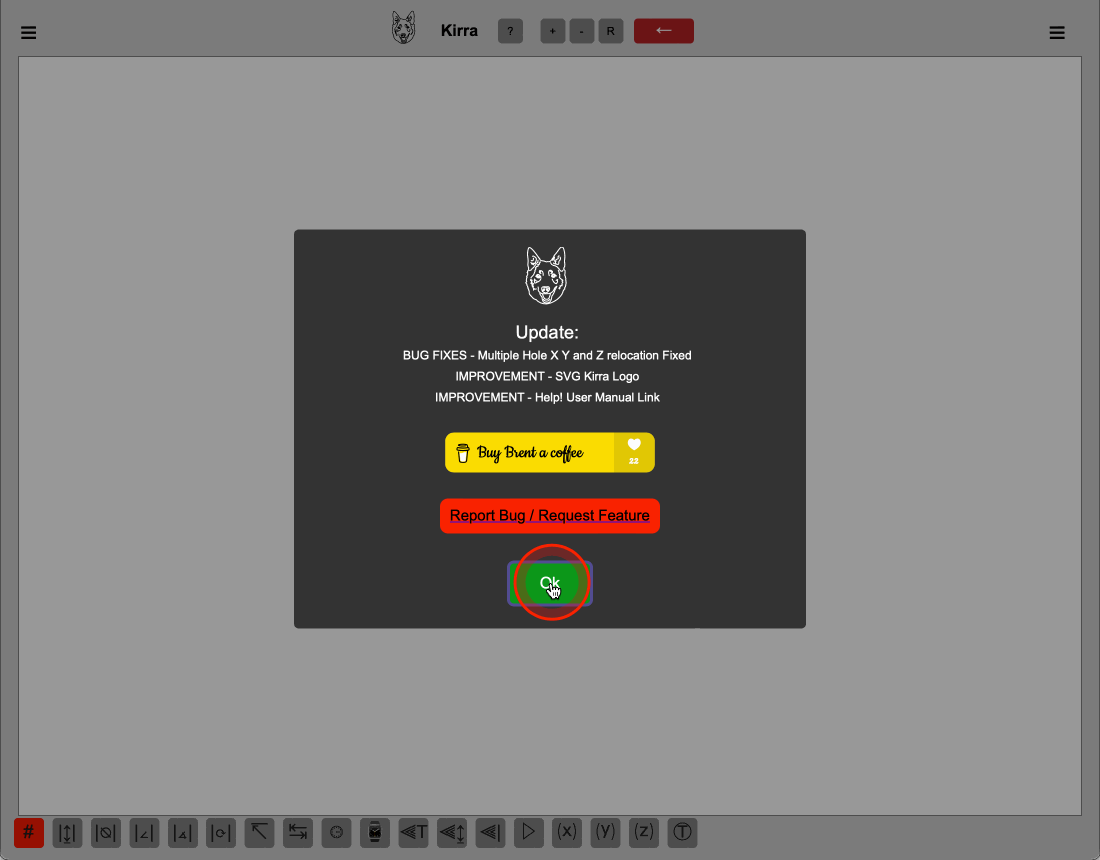 Kirra
?
+
-
R
←
Update:
BUG FIXES - Multiple Hole X Y and Z relocation Fixed
IMPROVEMENT - SVG Kirra Logo
IMPROVEMENT - Help! User Manual Link
Buy Brent a coffee
22
Report Bug / Request Feature
Ok
#
T
(x)
(y)
(z)
T